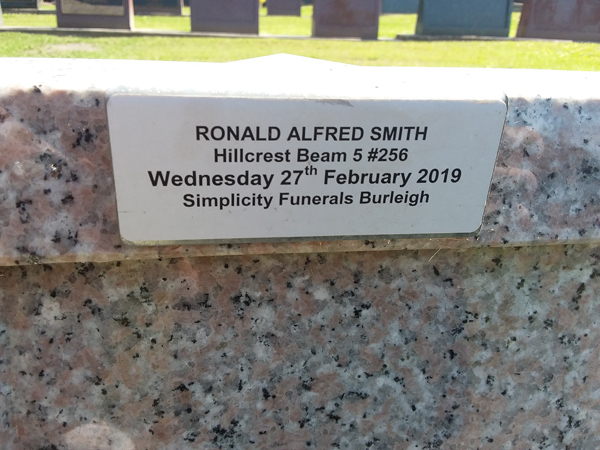 RONALD ALFRED SMITH
Hillcrest Beam 5 #256
Wednesday 27th February 2019
Simplicity Funerals Burleigh